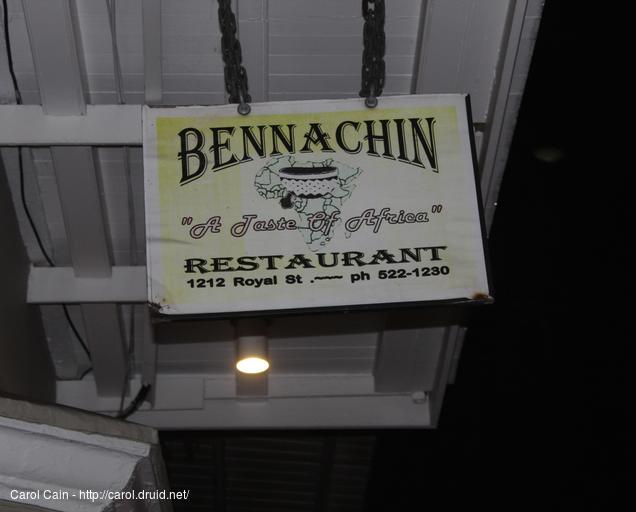 BENNACHIN
"A Taste Of Africa"
RESTAURANT
1212 Royal St .~~~ ph 522-1230
Carol Cain - http://carol.druid.net/